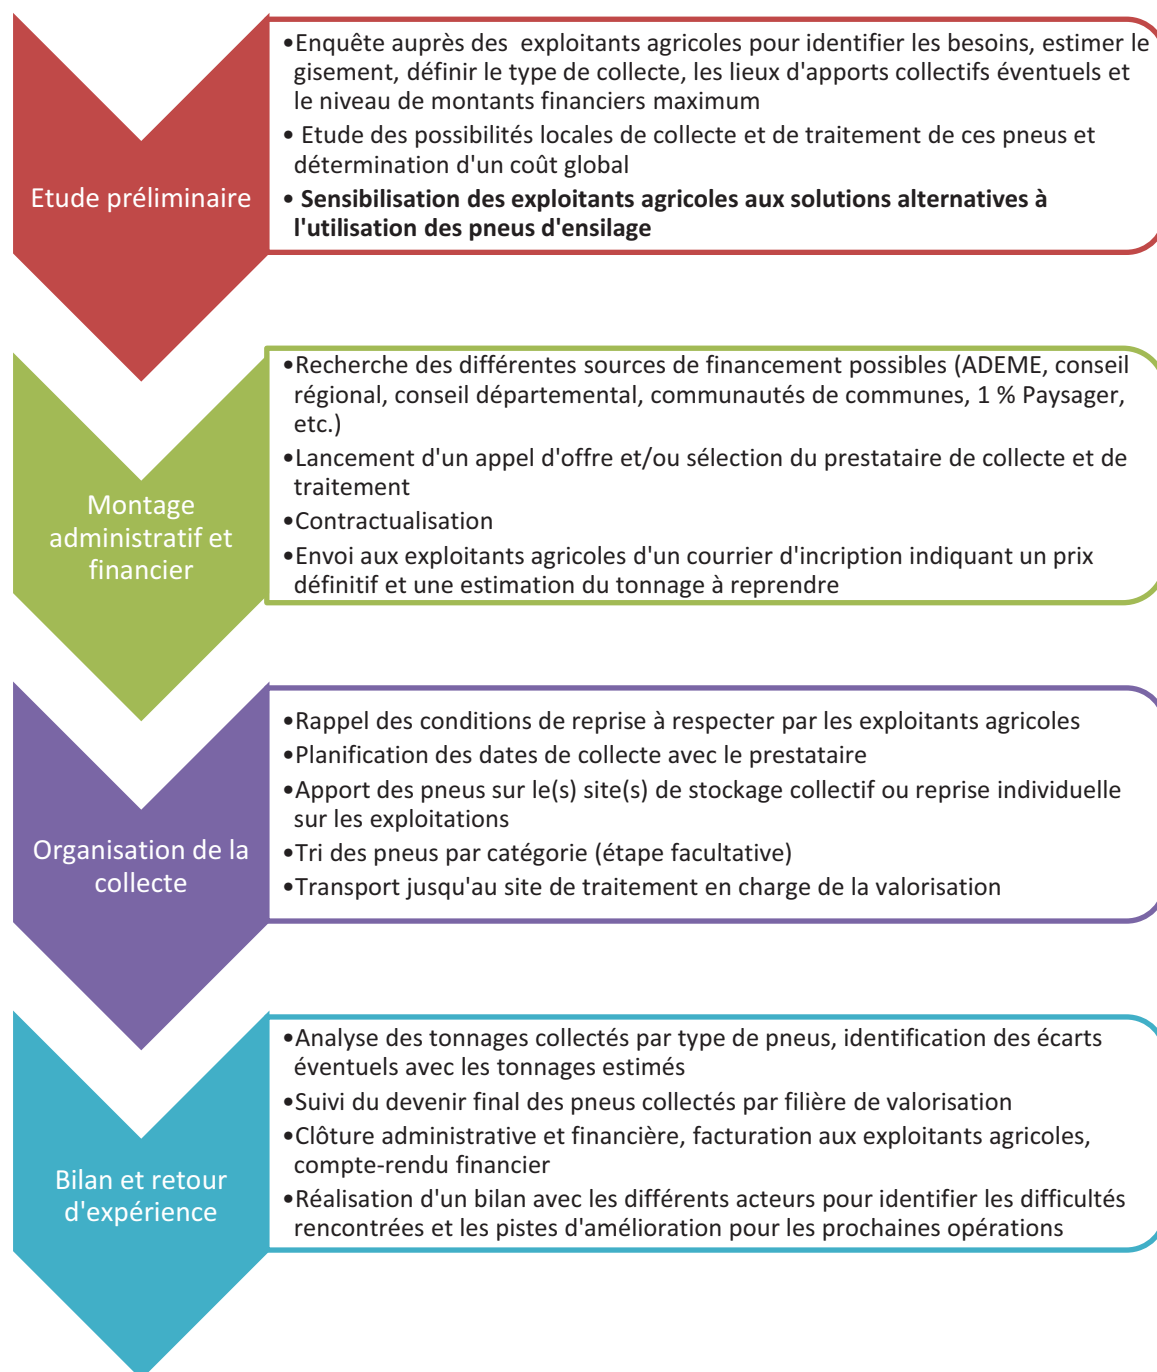 Etude préliminaire
•Enquête auprès des exploitants agricoles pour identifier les besoins, estimer le
gisement, définir le type de collecte, les lieux d'apports collectifs éventuels et
le niveau de montants financiers maximum
• Etude des possibilités locales de collecte et de traitement de ces pneus et
détermination d'un coût global
• Sensibilisation des exploitants agricoles aux solutions alternatives à
l'utilisation des pneus d'ensilage
Montage
administratif et
financier
•Recherche des différentes sources de financement possibles (ADEME, conseil
régional, conseil départemental, communautés de communes, 1 % Paysager,
etc.)
•Lancement d'un appel d'offre et/ou sélection du prestataire de collecte et de
traitement
•Contractualisation
•Envoi aux exploitants agricoles d'un courrier d'incription indiquant un prix
définitif et une estimation du tonnage à reprendre
Organisation de la
collecte
•Rappel des conditions de reprise à respecter par les exploitants agricoles
•Planification des dates de collecte avec le prestataire
•Apport des pneus sur le(s) site(s) de stockage collectif ou reprise individuelle
sur les exploitations
•Tri des pneus par catégorie (étape facultative)
•Transport jusqu'au site de traitement en charge de la valorisation
Bilan et retour
d'expérience
•Analyse des tonnages collectés par type de pneus, identification des écarts
éventuels avec les tonnages estimés
•Suivi du devenir final des pneus collectés par filière de valorisation
•Clôture administrative et financière, facturation aux exploitants agricoles,
compte-rendu financier
•Réalisation d'un bilan avec les différents acteurs pour identifier les difficultés
rencontrées et les pistes d'amélioration pour les prochaines opérations